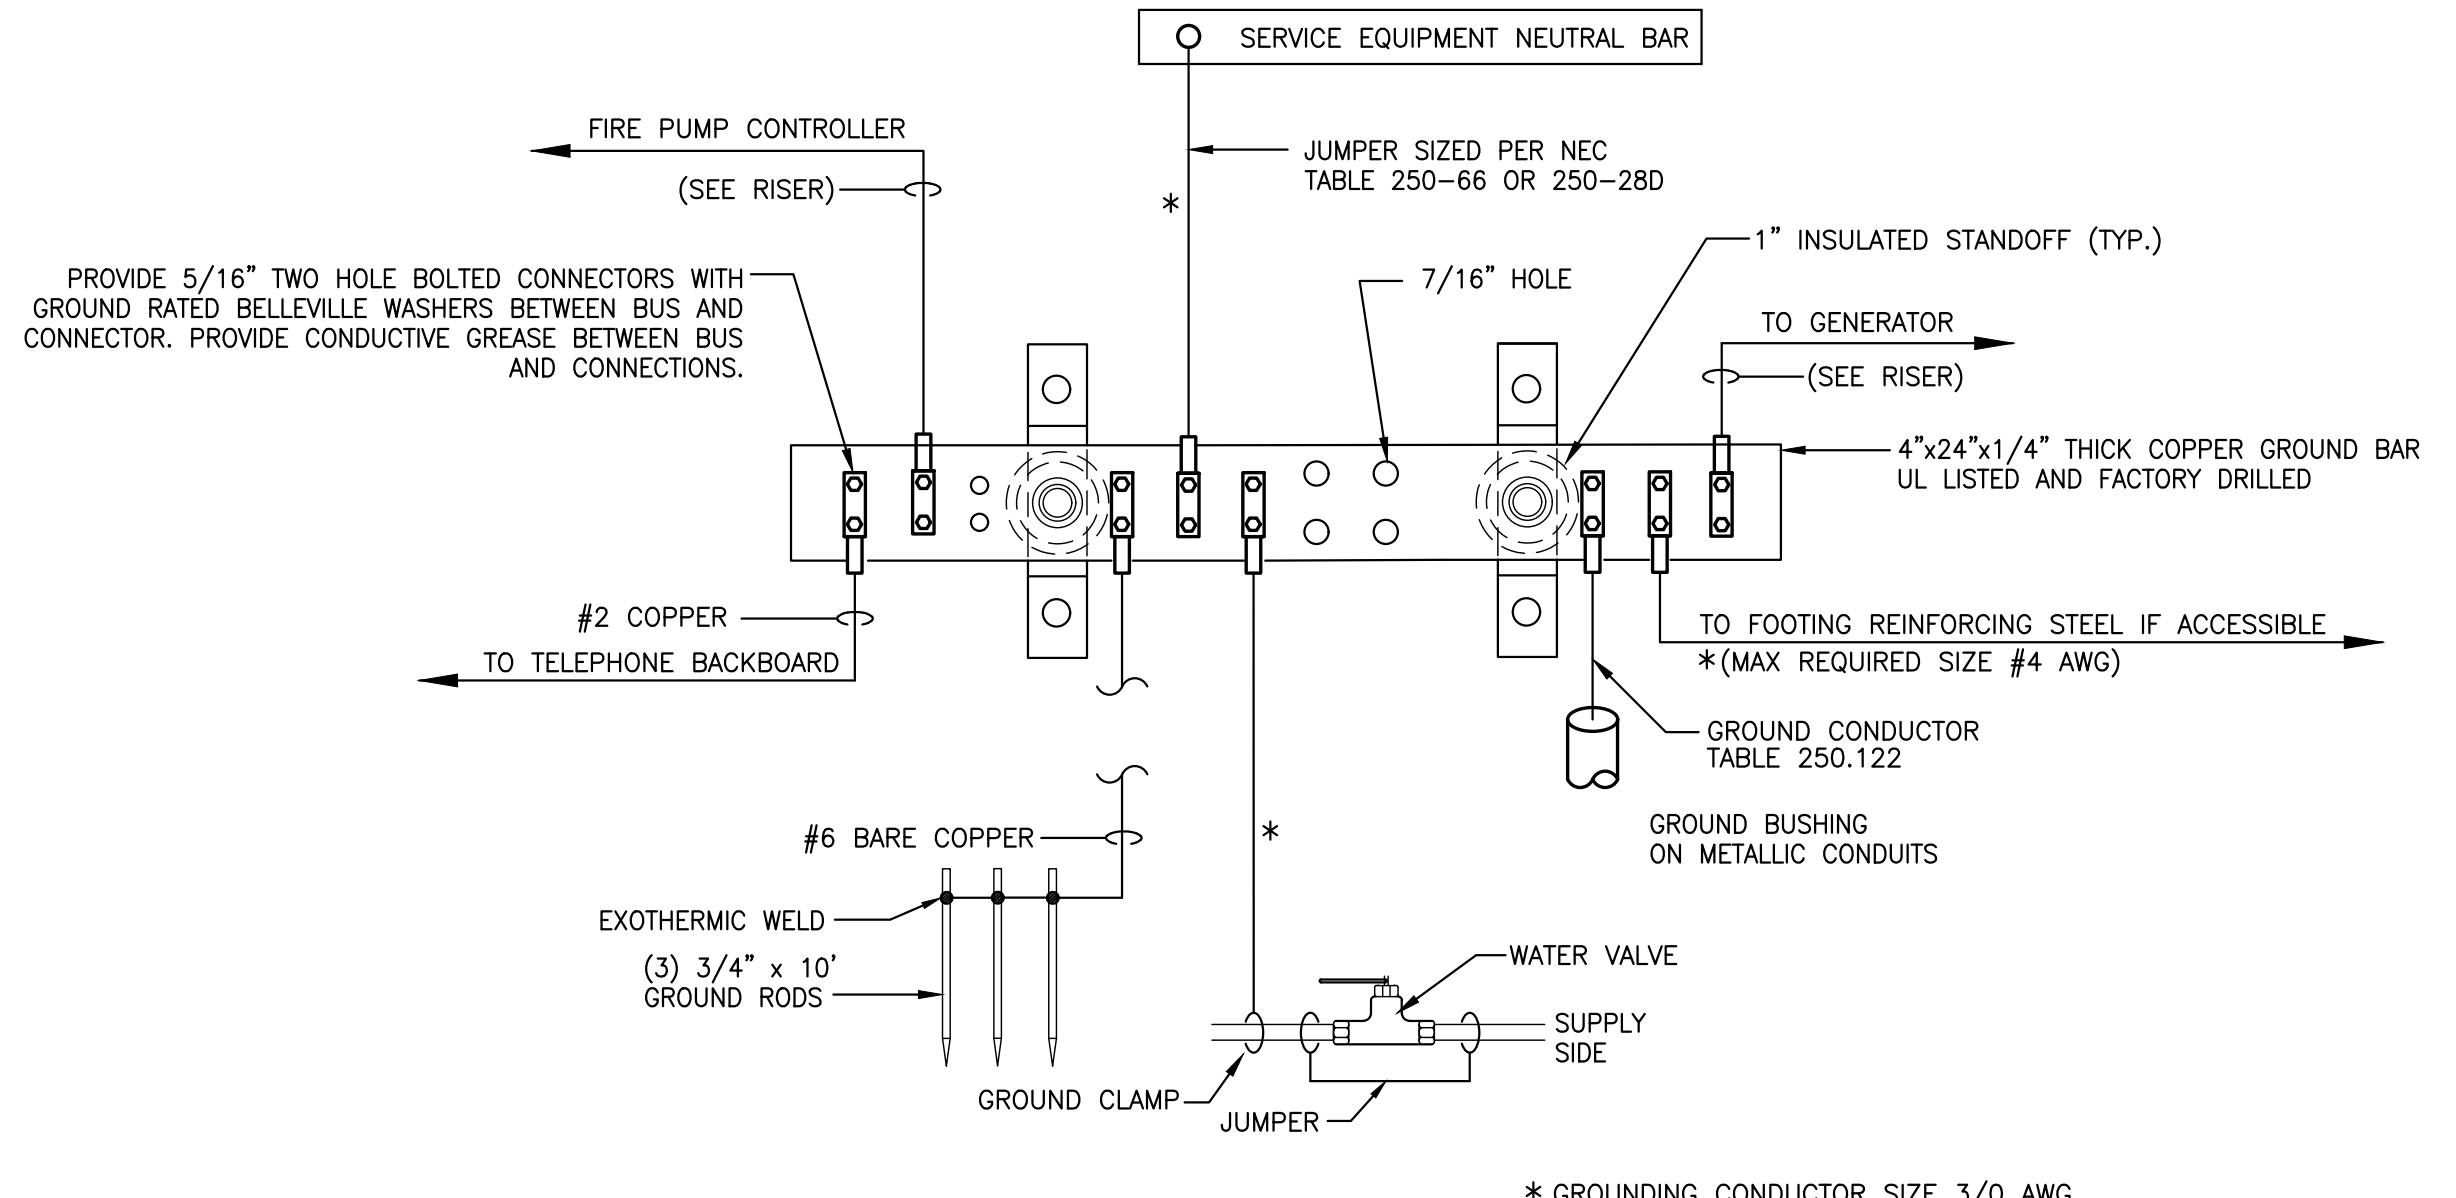 SERVICE EQUIPMENT NEUTRAL BAR
FIRE PUMP CONTROLLER
(SEE RISER)
JUMPER SIZED PER NEC
TABLE 250-66 OR 250-28D
*
1" INSULATED STANDOFF (TYP.)
PROVIDE 5/16" TWO HOLE BOLTED CONNECTORS WITH
GROUND RATED BELLEVILLE WASHERS BETWEEN BUS AND
CONNECTOR. PROVIDE CONDUCTIVE GREASE BETWEEN BUS
AND CONNECTIONS.
7/16" HOLE
TO GENERATOR
(SEE RISER)
4"x24"x1/4" THICK COPPER GROUND BAR
UL LISTED AND FACTORY DRILLED
#2 COPPER
TO TELEPHONE BACKBOARD
TO FOOTING REINFORCING STEEL IF ACCESSIBLE
*(MAX REQUIRED SIZE #4 AWG)
GROUND CONDUCTOR
TABLE 250.122
GROUND BUSHING
ON METALLIC CONDUITS
#6 BARE COPPER
*
EXOTHERMIC WELD
(3) 3/4" x 10'
GROUND RODS
WATER VALVE
SUPPLY
SIDE
GROUND CLAMP
JUMPER
* GROUNDING CONDUCTOR SIZE 3/0 AWG